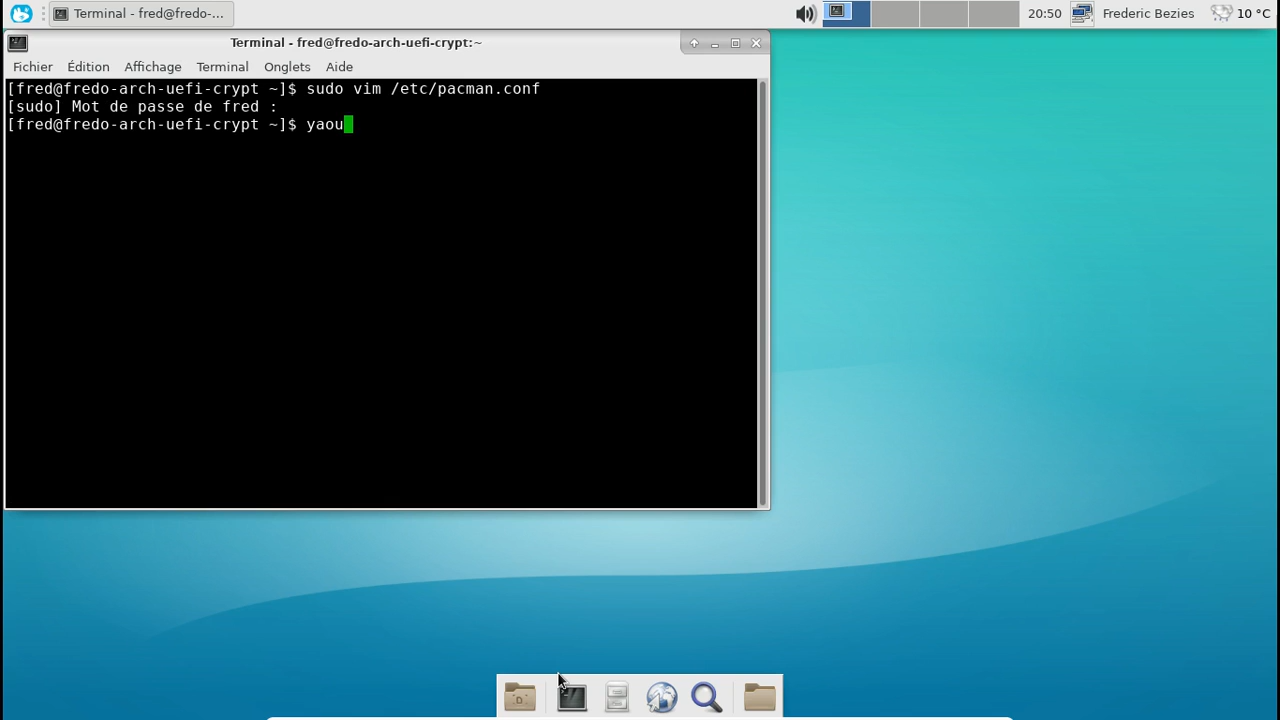 Terminal - fred@fredo-...
20:50
Frederic Bezies
10 °C
Terminal - fred@fredo-arch-uefi-crypt:~
Fichier Édition Affichage Terminal Onglets Aide
[fred@fredo-arch-uefi-crypt ~]$ sudo vim /etc/pacman.conf
[sudo] Mot de passe de fred :
[fred@fredo-arch-uefi-crypt ~]$ yaou